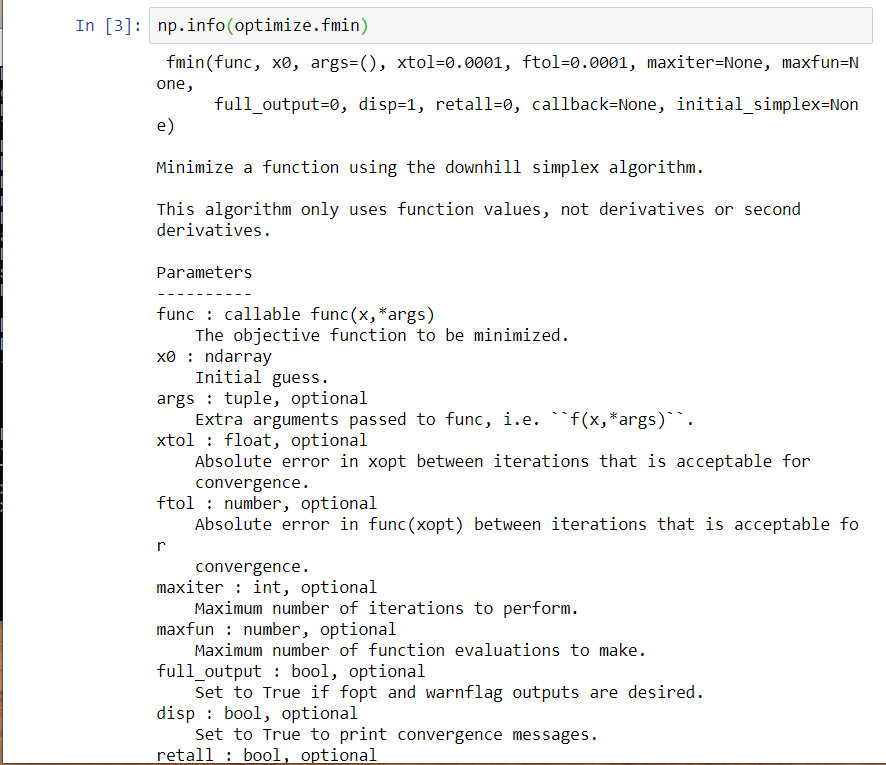 In [3]: np.info(optimize.fmin)
 fmin(func, x0, args=(), xtol=0.0001, ftol=0.0001, maxiter=None, maxfun=N
one,
      full_output=0, disp=1, retall=0, callback=None, initial_simplex=Non
e)

Minimize a function using the downhill simplex algorithm.

This algorithm only uses function values, not derivatives or second
derivatives.

Parameters
----------
func : callable func(x,*args)
    The objective function to be minimized.
x0 : ndarray
    Initial guess.
args : tuple, optional
    Extra arguments passed to func, i.e. ``f(x,*args)``.
xtol : float, optional
    Absolute error in xopt between iterations that is acceptable for
    convergence.
ftol : number, optional
    Absolute error in func(xopt) between iterations that is acceptable fo
r
    convergence.
maxiter : int, optional
    Maximum number of iterations to perform.
maxfun : number, optional
    Maximum number of function evaluations to make.
full_output : bool, optional
    Set to True if fopt and warnflag outputs are desired.
disp : bool, optional
    Set to True to print convergence messages.
retall : bool, optional